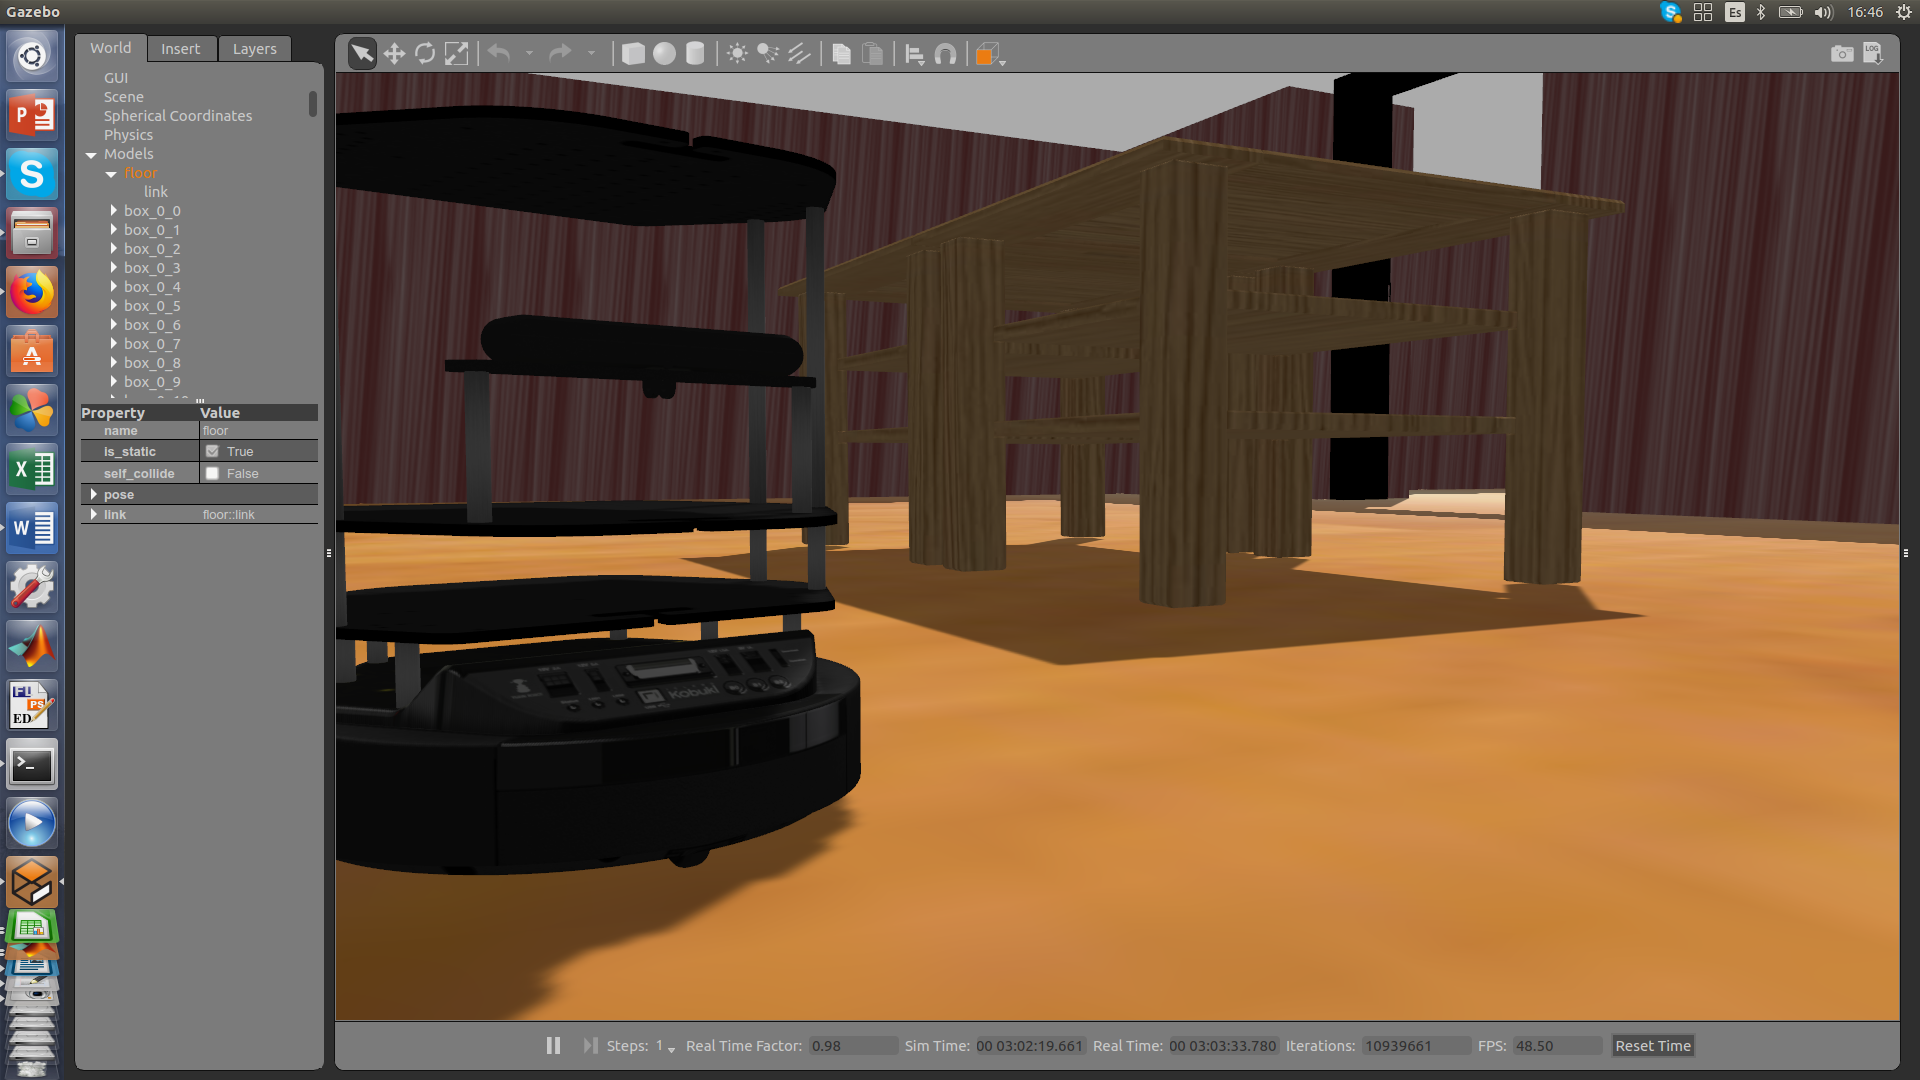 Gazebo
Es
16:46
World
Insert
Layers
LOG
GUI
Scene
Spherical Coordinates
Physics
Models
floor
link
box_0_0
box_0_1
box_0_2
box_0_3
box_0_4
box_0_5
box_0_6
box_0_7
box_0_8
box_0_9
Property Value
name floor
is_static True
self_collide False
pose
link floor::link
Kobuki
Steps: 1 Real Time Factor: 0.98 Sim Time: 00 03:02:19.661 Real Time: 00 03:03:33.780 Iterations: 10939661 FPS: 48.50 Reset Time